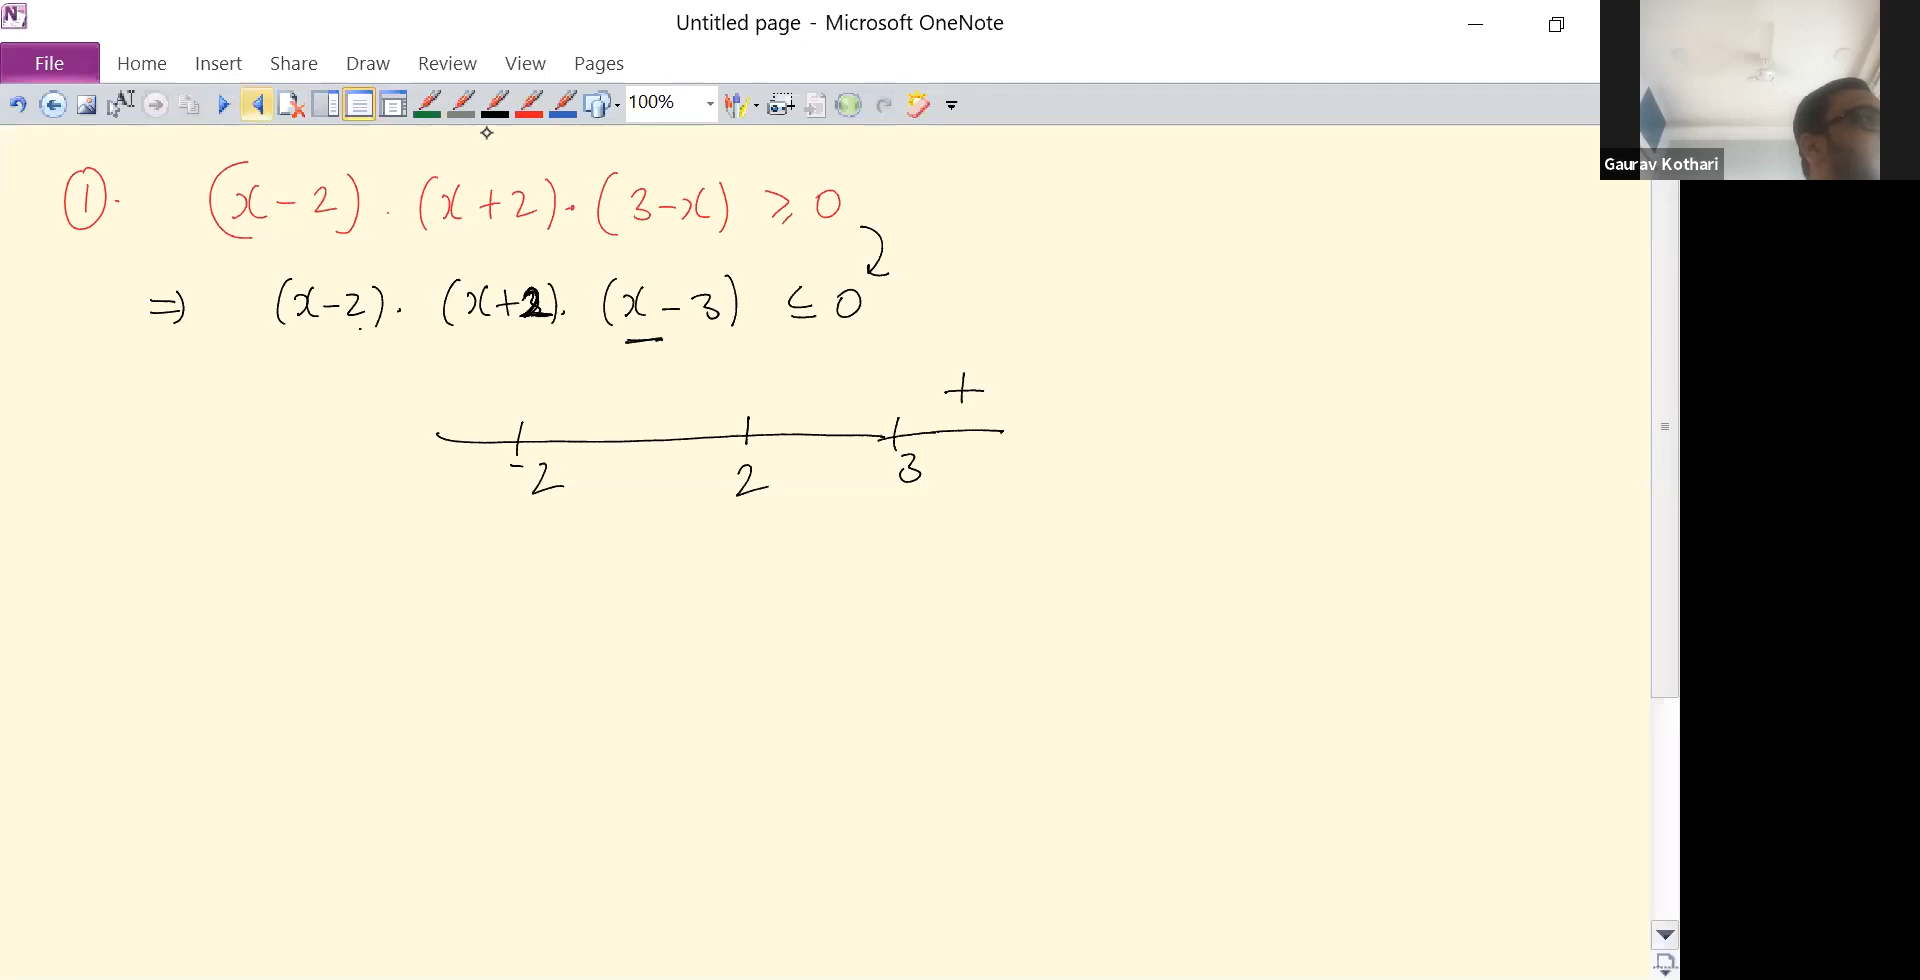 Untitled page - Microsoft OneNote
File Home Insert Share Draw Review View Pages
100%
Gaurav Kothari
①. (x-2) . (x+2) . (3-x) ⩾ 0
⇒ (x-2) . (x+2) . (x-3) ≤ 0
+
-2 2 3